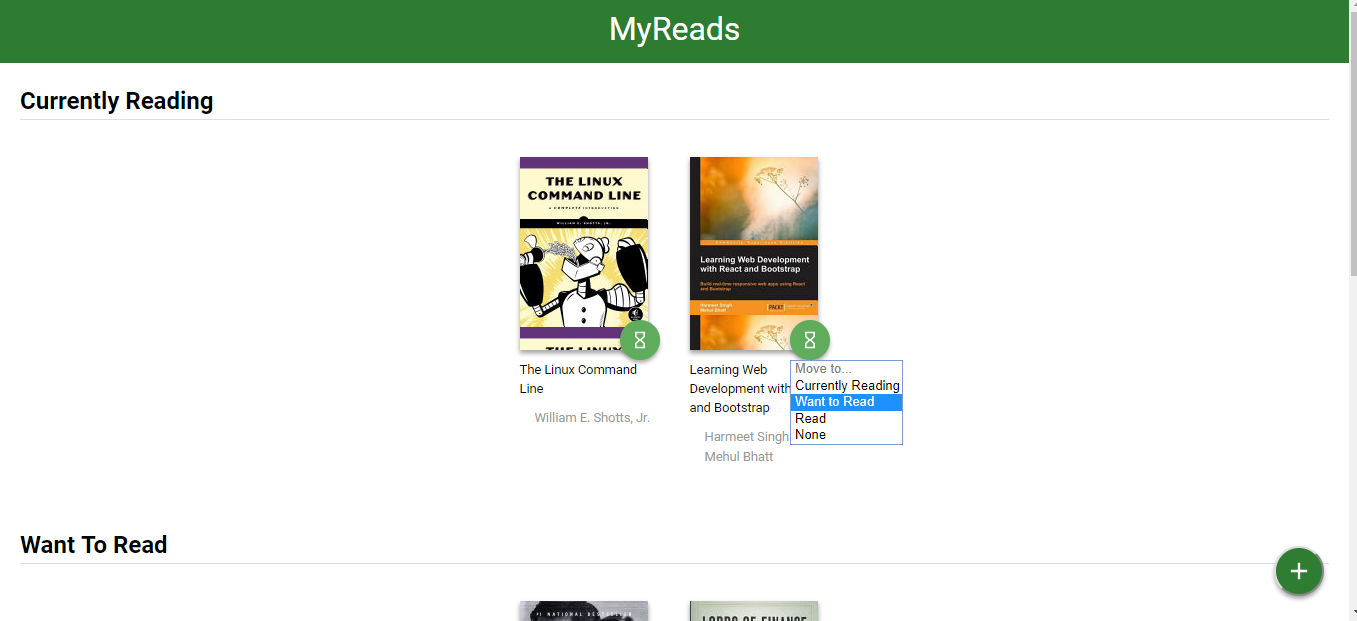 MyReads
Currently Reading
THE LINUX
COMMAND LINE
A COMPLETE INTRODUCTION
WILLIAM E. SHOTTS, JR.
THE LINUX
Learning Web Development
with React and Bootstrap
Build real-time responsive web apps using React
and Bootstrap
Harmeet Singh
Mehul Bhatt
PACKT
The Linux Command
Line
William E. Shotts, Jr.
Learning Web
Development with
and Bootstrap
Harmeet Singh
Mehul Bhatt
Move to...
Currently Reading
Want to Read
Read
None
Want To Read
#1 NATIONAL BESTSELLER
LORDS OF FINANCE